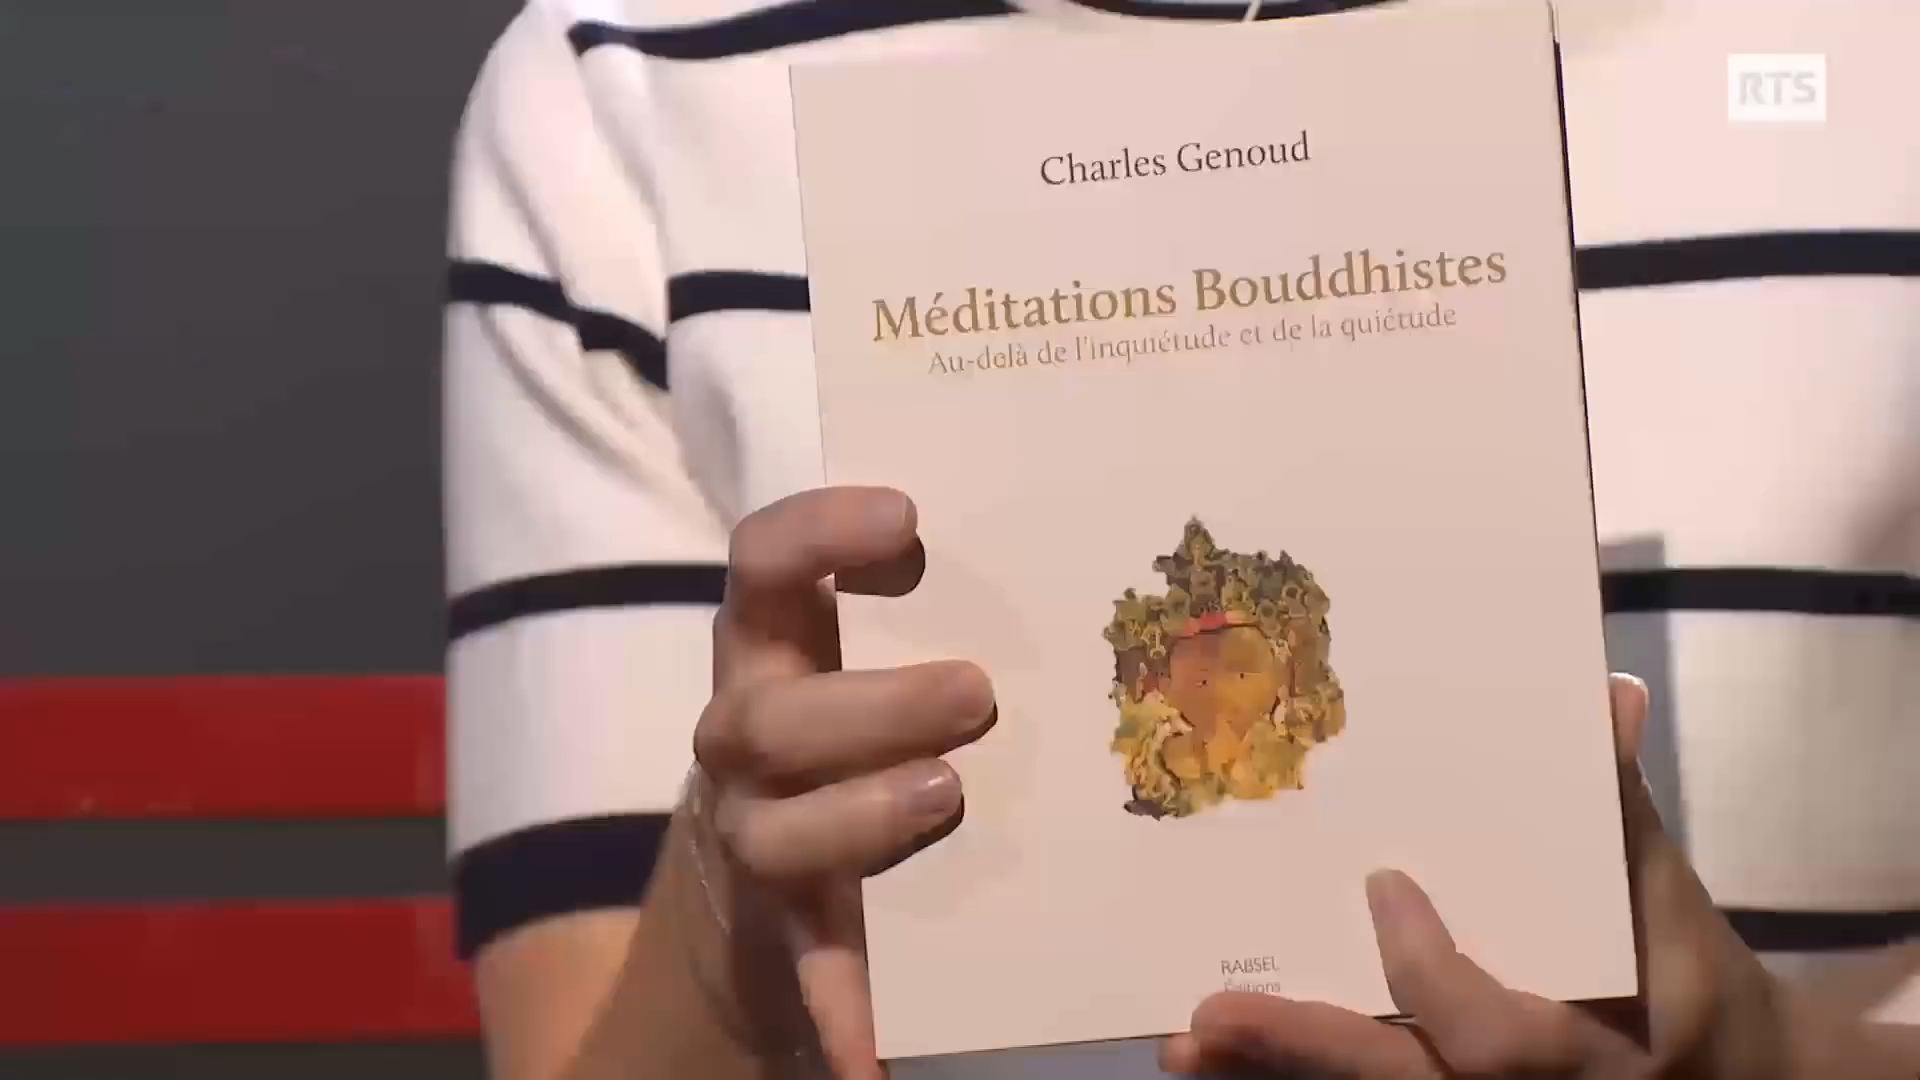 RTS
Charles Genoud
Méditations Bouddhistes
Au-delà de l'inquiétude et de la quiétude
RABSEL
Éditions